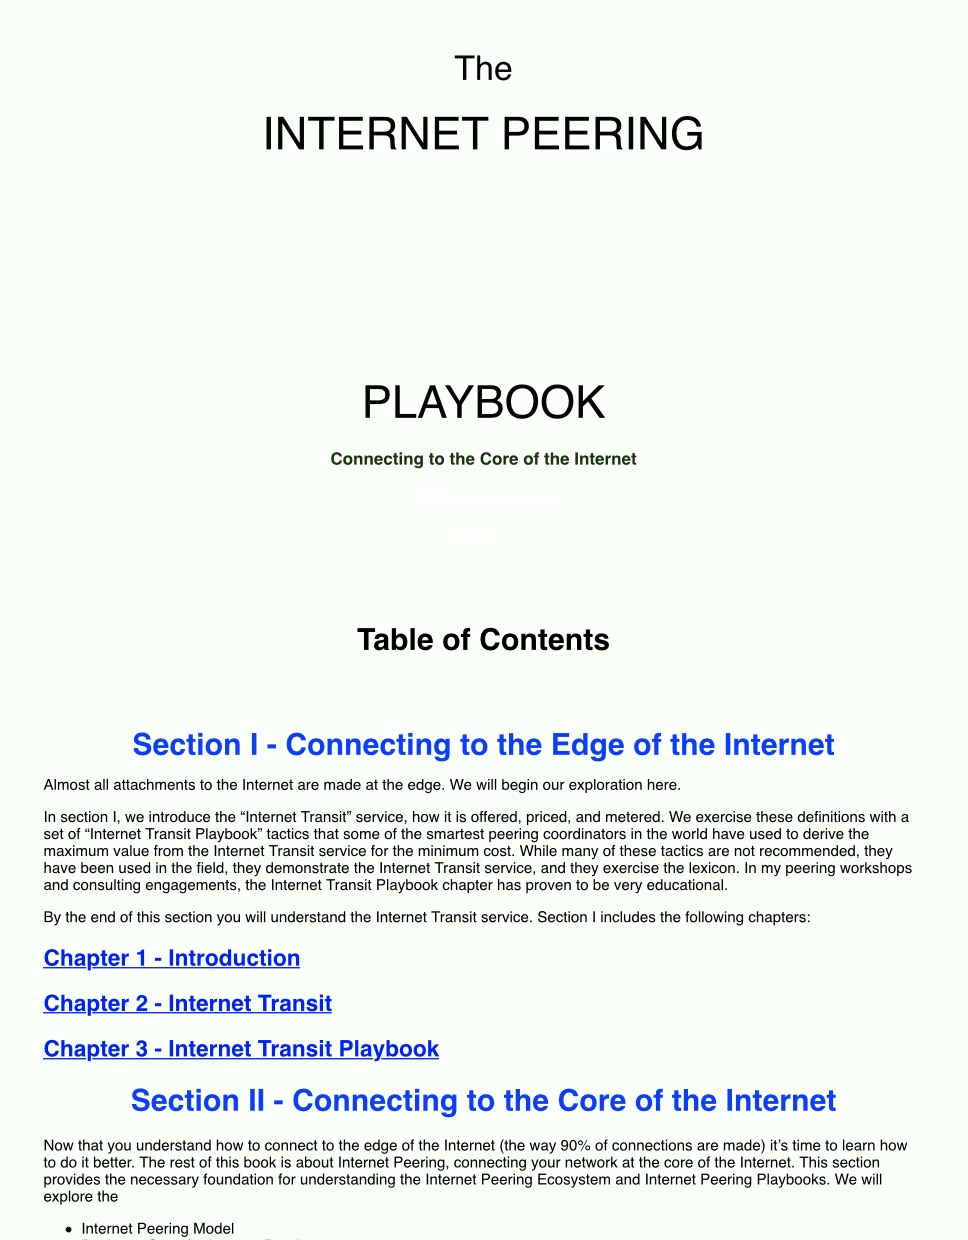 The
INTERNET PEERING
PLAYBOOK
Connecting to the Core of the Internet
Table of Contents
Section I - Connecting to the Edge of the Internet
Almost all attachments to the Internet are made at the edge. We will begin our exploration here.
In section I, we introduce the “Internet Transit” service, how it is offered, priced, and metered. We exercise these definitions with a
set of “Internet Transit Playbook” tactics that some of the smartest peering coordinators in the world have used to derive the
maximum value from the Internet Transit service for the minimum cost. While many of these tactics are not recommended, they
have been used in the field, they demonstrate the Internet Transit service, and they exercise the lexicon. In my peering workshops
and consulting engagements, the Internet Transit Playbook chapter has proven to be very educational.
By the end of this section you will understand the Internet Transit service. Section I includes the following chapters:
Chapter 1 - Introduction
Chapter 2 - Internet Transit
Chapter 3 - Internet Transit Playbook
Section II - Connecting to the Core of the Internet
Now that you understand how to connect to the edge of the Internet (the way 90% of connections are made) it’s time to learn how
to do it better. The rest of this book is about Internet Peering, connecting your network at the core of the Internet. This section
provides the necessary foundation for understanding the Internet Peering Ecosystem and Internet Peering Playbooks. We will
explore the
• Internet Peering Model